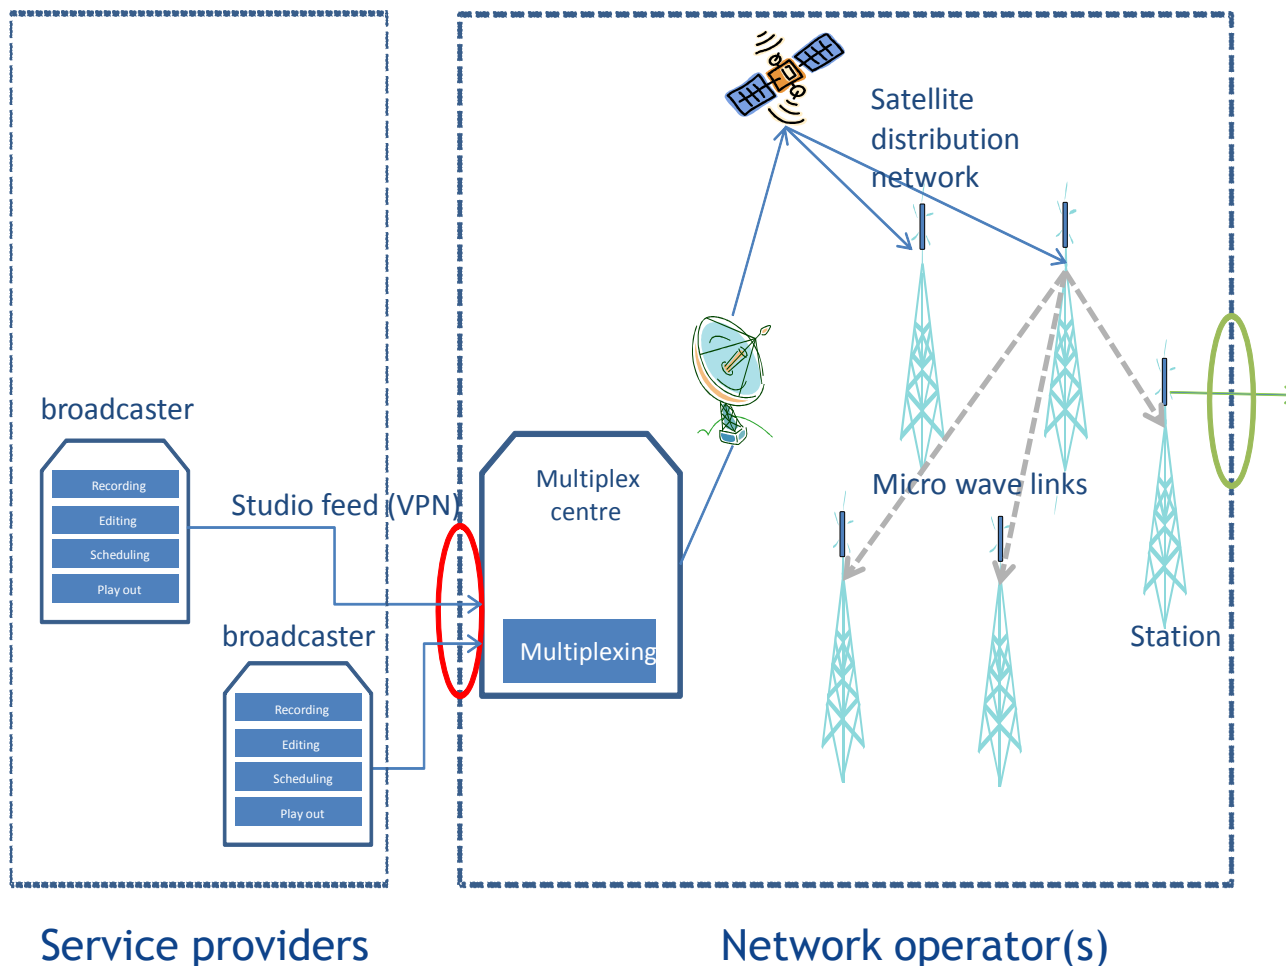 Satellite
distribution
network
broadcaster
Recording
Editing
Scheduling
Play out
Studio feed (VPN)
Multiplex
centre
Multiplexing
Micro wave links
Station
broadcaster
Recording
Editing
Scheduling
Play out
Service providers
Network operator(s)